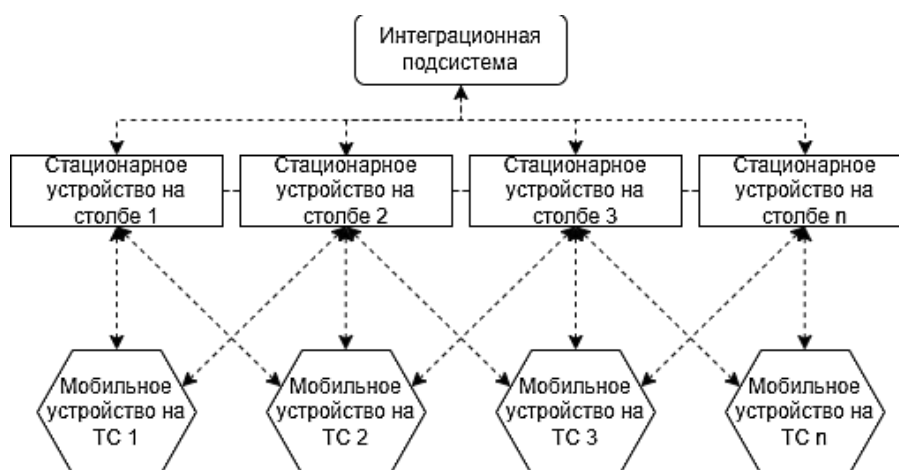 Интеграционная
подсистема
Стационарное
устройство на
столбе 1
Стационарное
устройство на
столбе 2
Стационарное
устройство на
столбе 3
Стационарное
устройство на
столбе n
Мобильное
устройство на
ТС 1
Мобильное
устройство на
ТС 2
Мобильное
устройство на
ТС 3
Мобильное
устройство на
ТС n